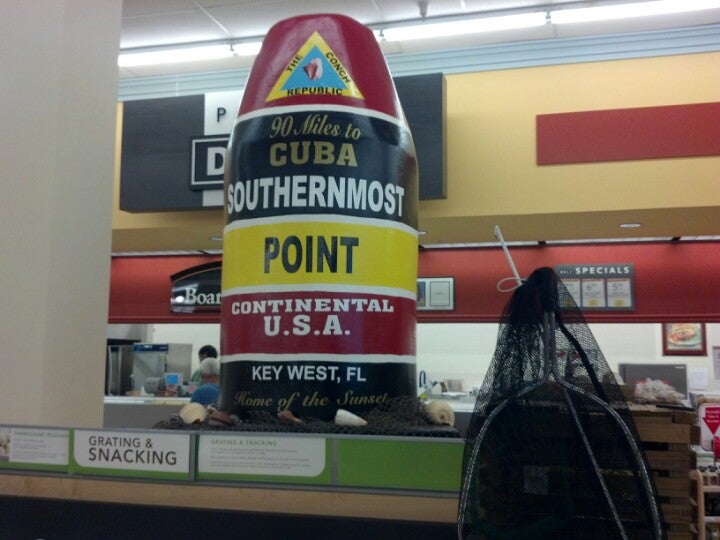 THE CONCH
REPUBLIC
90 Miles to
CUBA
SOUTHERNMOST
POINT
CONTINENTAL
U.S.A.
KEY WEST, FL
Home of the Sunset
P
D
Boar
SPECIALS
GRATING &
SNACKING
GRATING & SNACKING